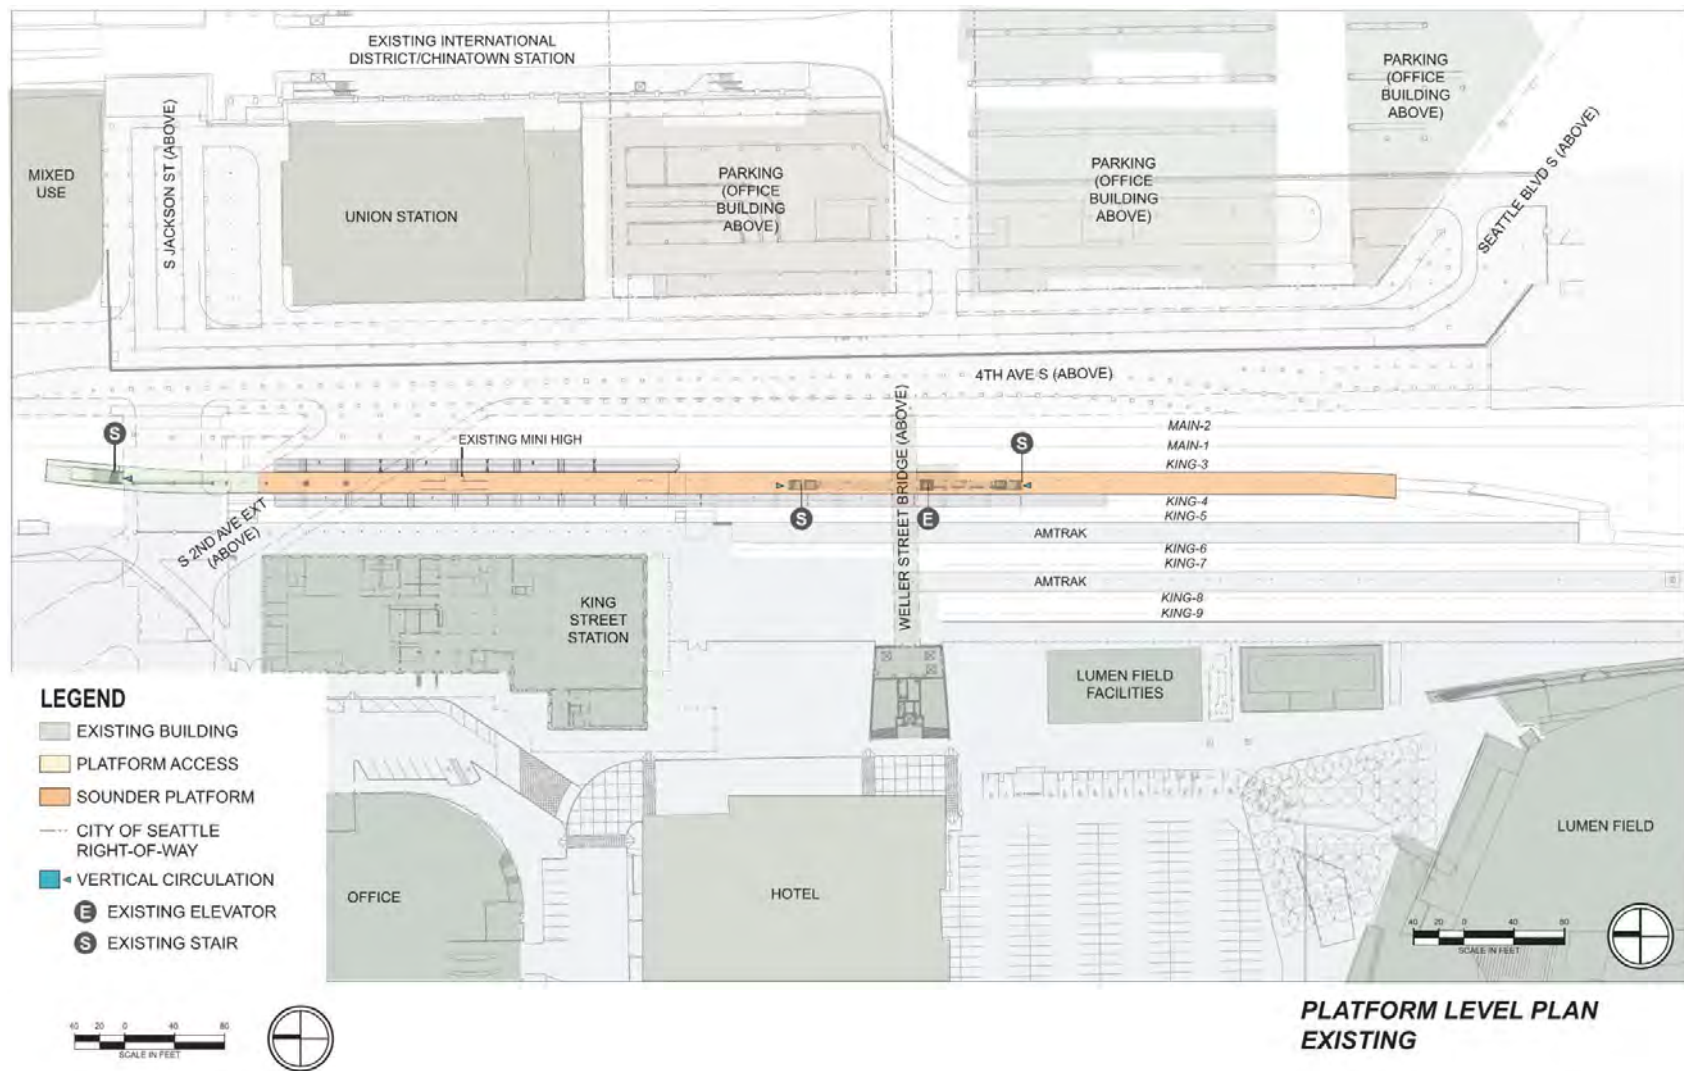 EXISTING INTERNATIONAL
DISTRICT/CHINATOWN STATION
PARKING
(OFFICE
BUILDING
ABOVE)
MIXED
USE
S JACKSON ST (ABOVE)
UNION STATION
PARKING
(OFFICE
BUILDING
ABOVE)
PARKING
(OFFICE
BUILDING
ABOVE)
SEATTLE BLVD S (ABOVE)
4TH AVE S (ABOVE)
WELLER STREET BRIDGE (ABOVE)
MAIN-2
MAIN-1
KING-3
S
EXISTING MINI HIGH
S
S
E
KING-4
KING-5
AMTRAK
KING-6
KING-7
AMTRAK
KING-8
KING-9
S 2ND AVE EXT
(ABOVE)
KING
STREET
STATION
LUMEN FIELD
FACILITIES
LUMEN FIELD
HOTEL
OFFICE
LEGEND
EXISTING BUILDING
PLATFORM ACCESS
SOUNDER PLATFORM
CITY OF SEATTLE
RIGHT-OF-WAY
VERTICAL CIRCULATION
E EXISTING ELEVATOR
S EXISTING STAIR
40 20 0 40 80
SCALE IN FEET
40 20 0 40 80
SCALE IN FEET
PLATFORM LEVEL PLAN
EXISTING